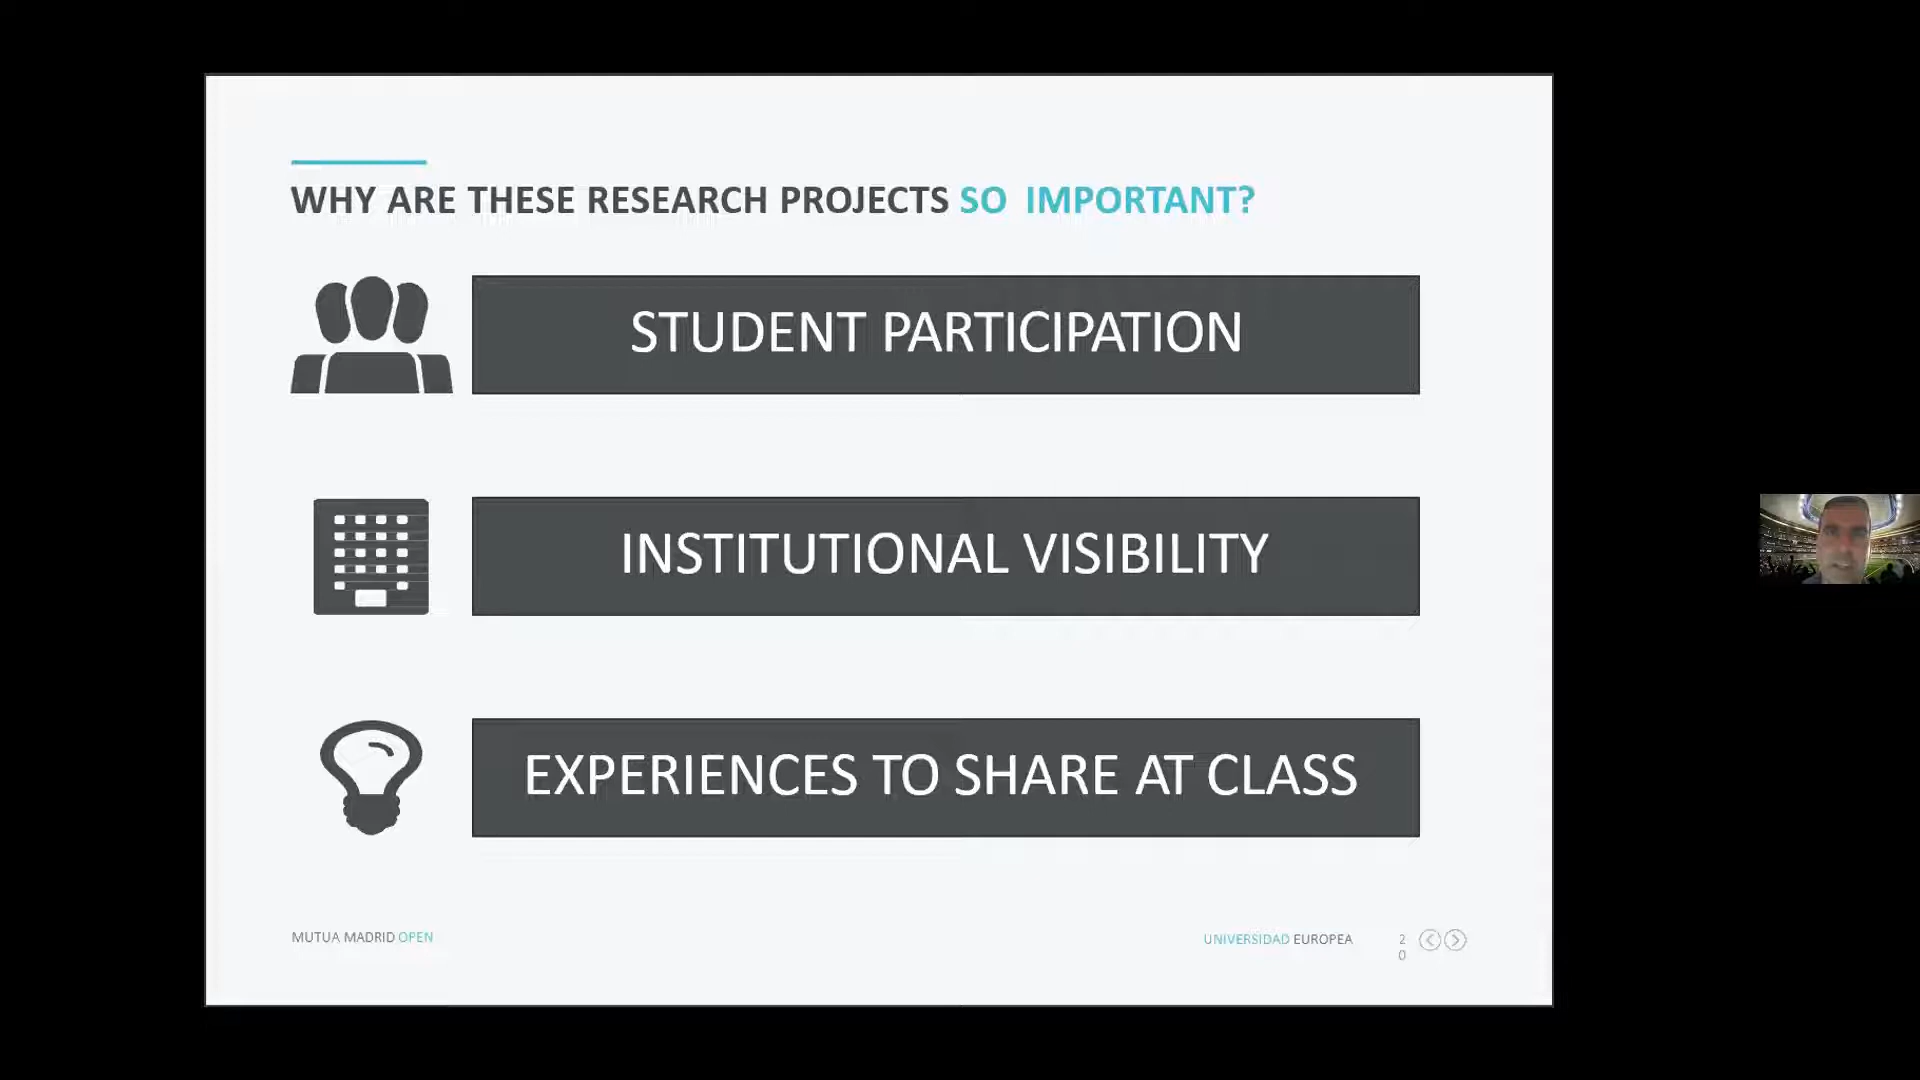 WHY ARE THESE RESEARCH PROJECTS SO IMPORTANT?
STUDENT PARTICIPATION
INSTITUTIONAL VISIBILITY
EXPERIENCES TO SHARE AT CLASS
MUTUA MADRID OPEN
UNIVERSIDAD EUROPEA
2
0